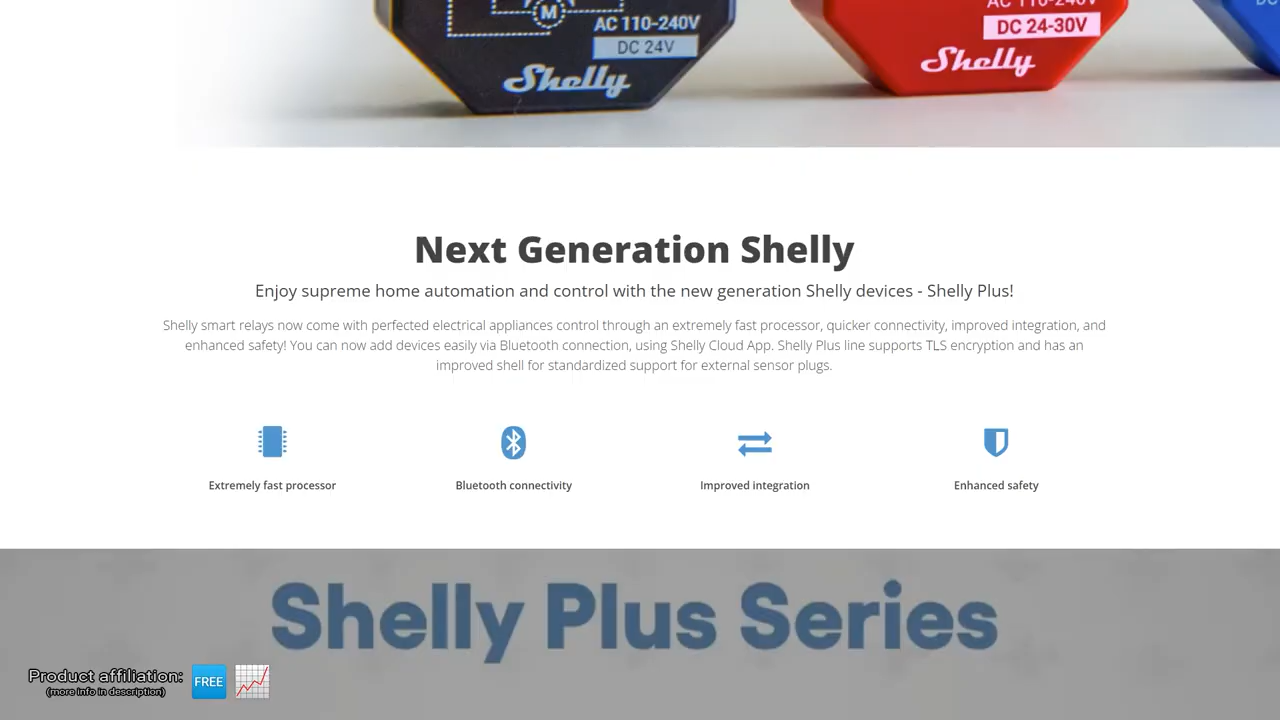 M
AC 110-240V
DC 24V
Shelly
AC 110-240V
DC 24-30V
Shelly
DC
Next Generation Shelly
Enjoy supreme home automation and control with the new generation Shelly devices - Shelly Plus!
Shelly smart relays now come with perfected electrical appliances control through an extremely fast processor, quicker connectivity, improved integration, and
enhanced safety! You can now add devices easily via Bluetooth connection, using Shelly Cloud App. Shelly Plus line supports TLS encryption and has an
improved shell for standardized support for external sensor plugs.
Extremely fast processor
Bluetooth connectivity
Improved integration
Enhanced safety
Shelly Plus Series
Product affiliation:
(more info in description)
FREE